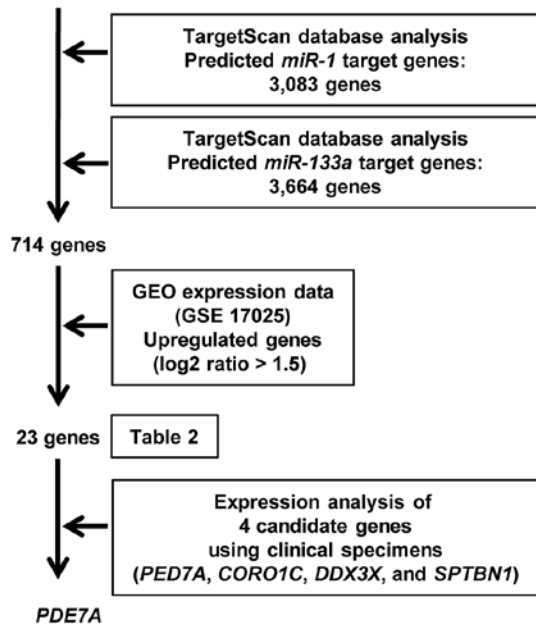 TargetScan database analysis
Predicted miR-1 target genes:
3,083 genes
TargetScan database analysis
Predicted miR-133a target genes:
3,664 genes
714 genes
GEO expression data
(GSE 17025)
Upregulated genes
(log2 ratio > 1.5)
23 genes
Table 2
Expression analysis of
4 candidate genes
using clinical specimens
(PED7A, CORO1C, DDX3X, and SPTBN1)
PDE7A